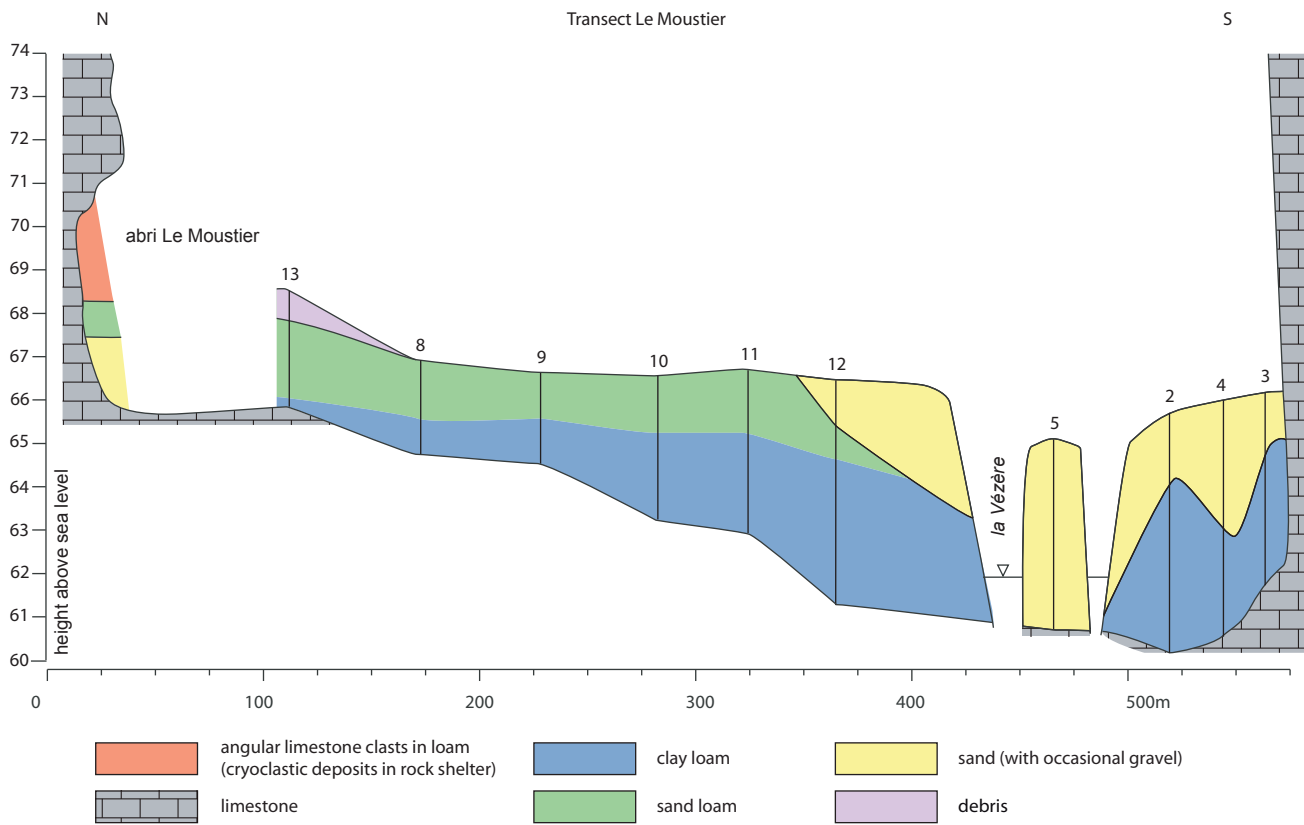 N
Transect Le Moustier
S
74
73
72
71
70
69
68
67
66
65
64
63
62
61
60
height above sea level
abri Le Moustier
13
8
9
10
11
12
la Vézère
5
2
4
3
0
100
200
300
400
500m
angular limestone clasts in loam
(cryoclastic deposits in rock shelter)
clay loam
sand (with occasional gravel)
limestone
sand loam
debris